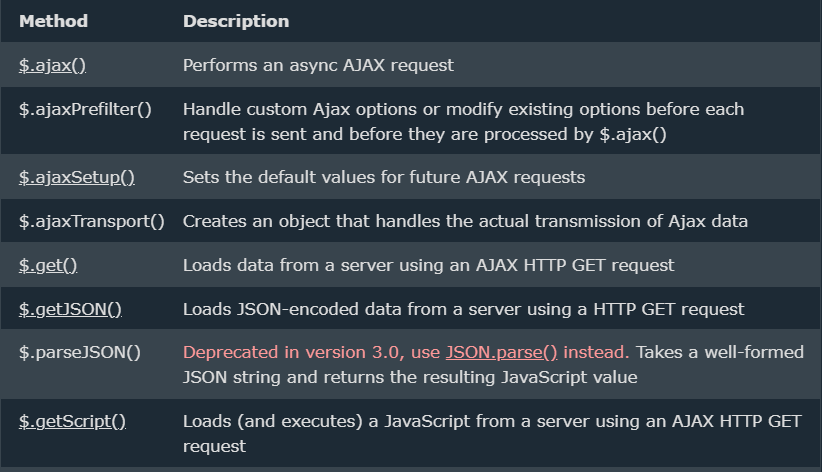 Method Description
$.ajax() Performs an async AJAX request
$.ajaxPrefilter() Handle custom Ajax options or modify existing options before each
request is sent and before they are processed by $.ajax()
$.ajaxSetup() Sets the default values for future AJAX requests
$.ajaxTransport() Creates an object that handles the actual transmission of Ajax data
$.get() Loads data from a server using an AJAX HTTP GET request
$.getJSON() Loads JSON-encoded data from a server using a HTTP GET request
$.parseJSON() Deprecated in version 3.0, use JSON.parse() instead. Takes a well-formed
JSON string and returns the resulting JavaScript value
$.getScript() Loads (and executes) a JavaScript from a server using an AJAX HTTP GET
request